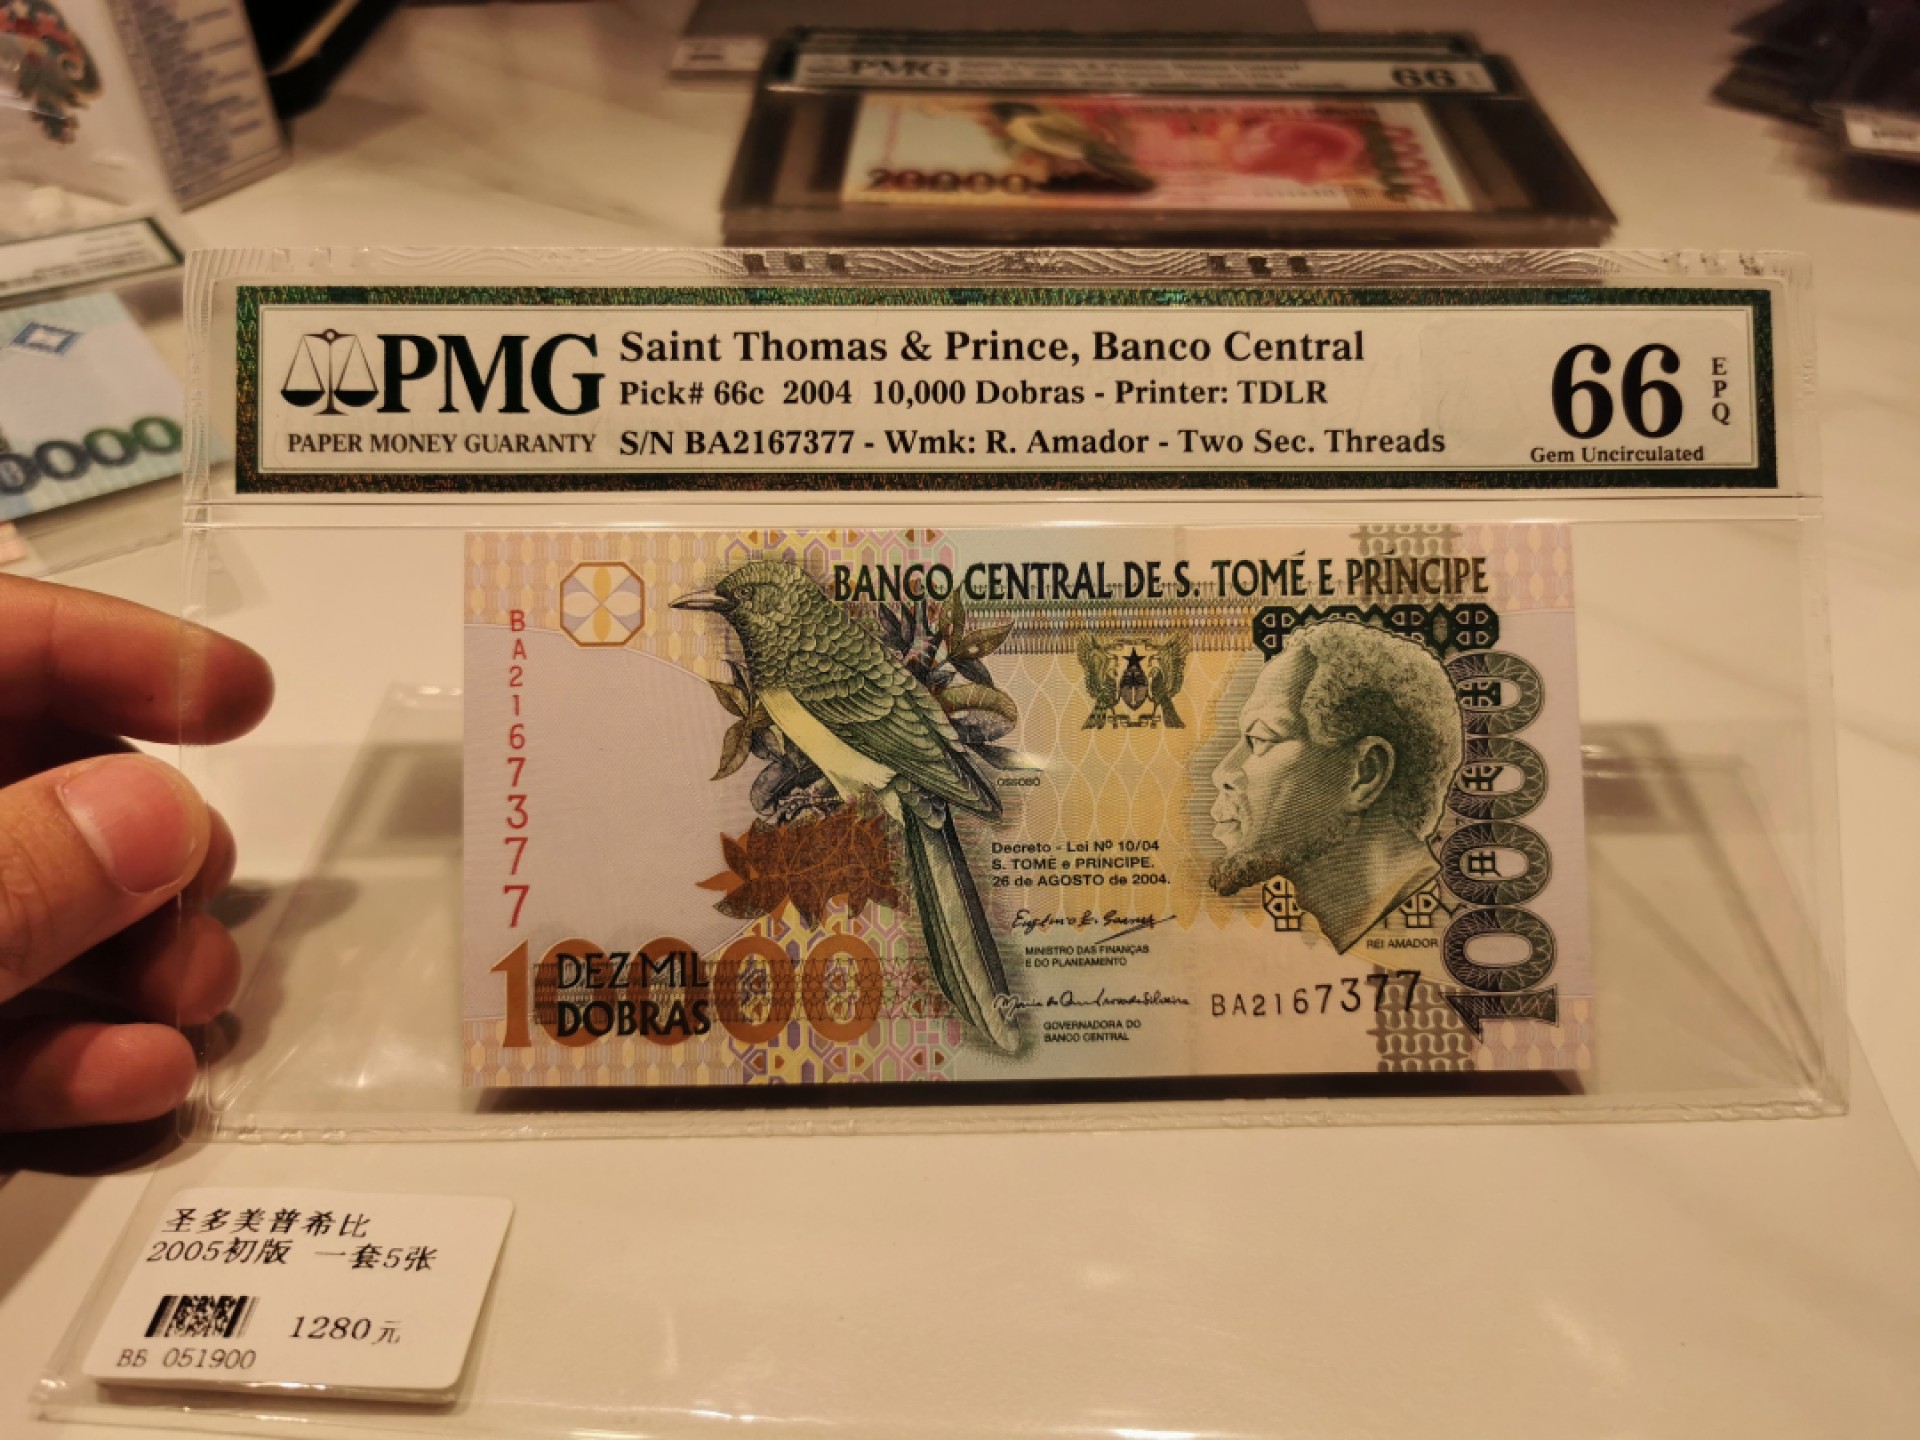 PMG
66
20000
PMG
PAPER MONEY GUARANTY
Saint Thomas & Prince, Banco Central
Pick# 66c 2004 10,000 Dobras - Printer: TDLR
S/N BA2167377 - Wmk: R. Amador - Two Sec. Threads
66
EPQ
Gem Uncirculated
BANCO CENTRAL DE S. TOMÉ E PRÍNCIPE
BA2167377
OSSOBÓ
Decreto - Lei Nº 10/04
S. TOMÉ e PRÍNCIPE.
26 de AGOSTO de 2004.
MINISTRO DAS FINANÇAS
E DO PLANEAMENTO
REI AMADOR
10000
10000
DEZ MIL
DOBRAS
BA2167377
GOVERNADORA DO
BANCO CENTRAL
圣多美普希比
2005初版 一套5张
1280元
BB 051900